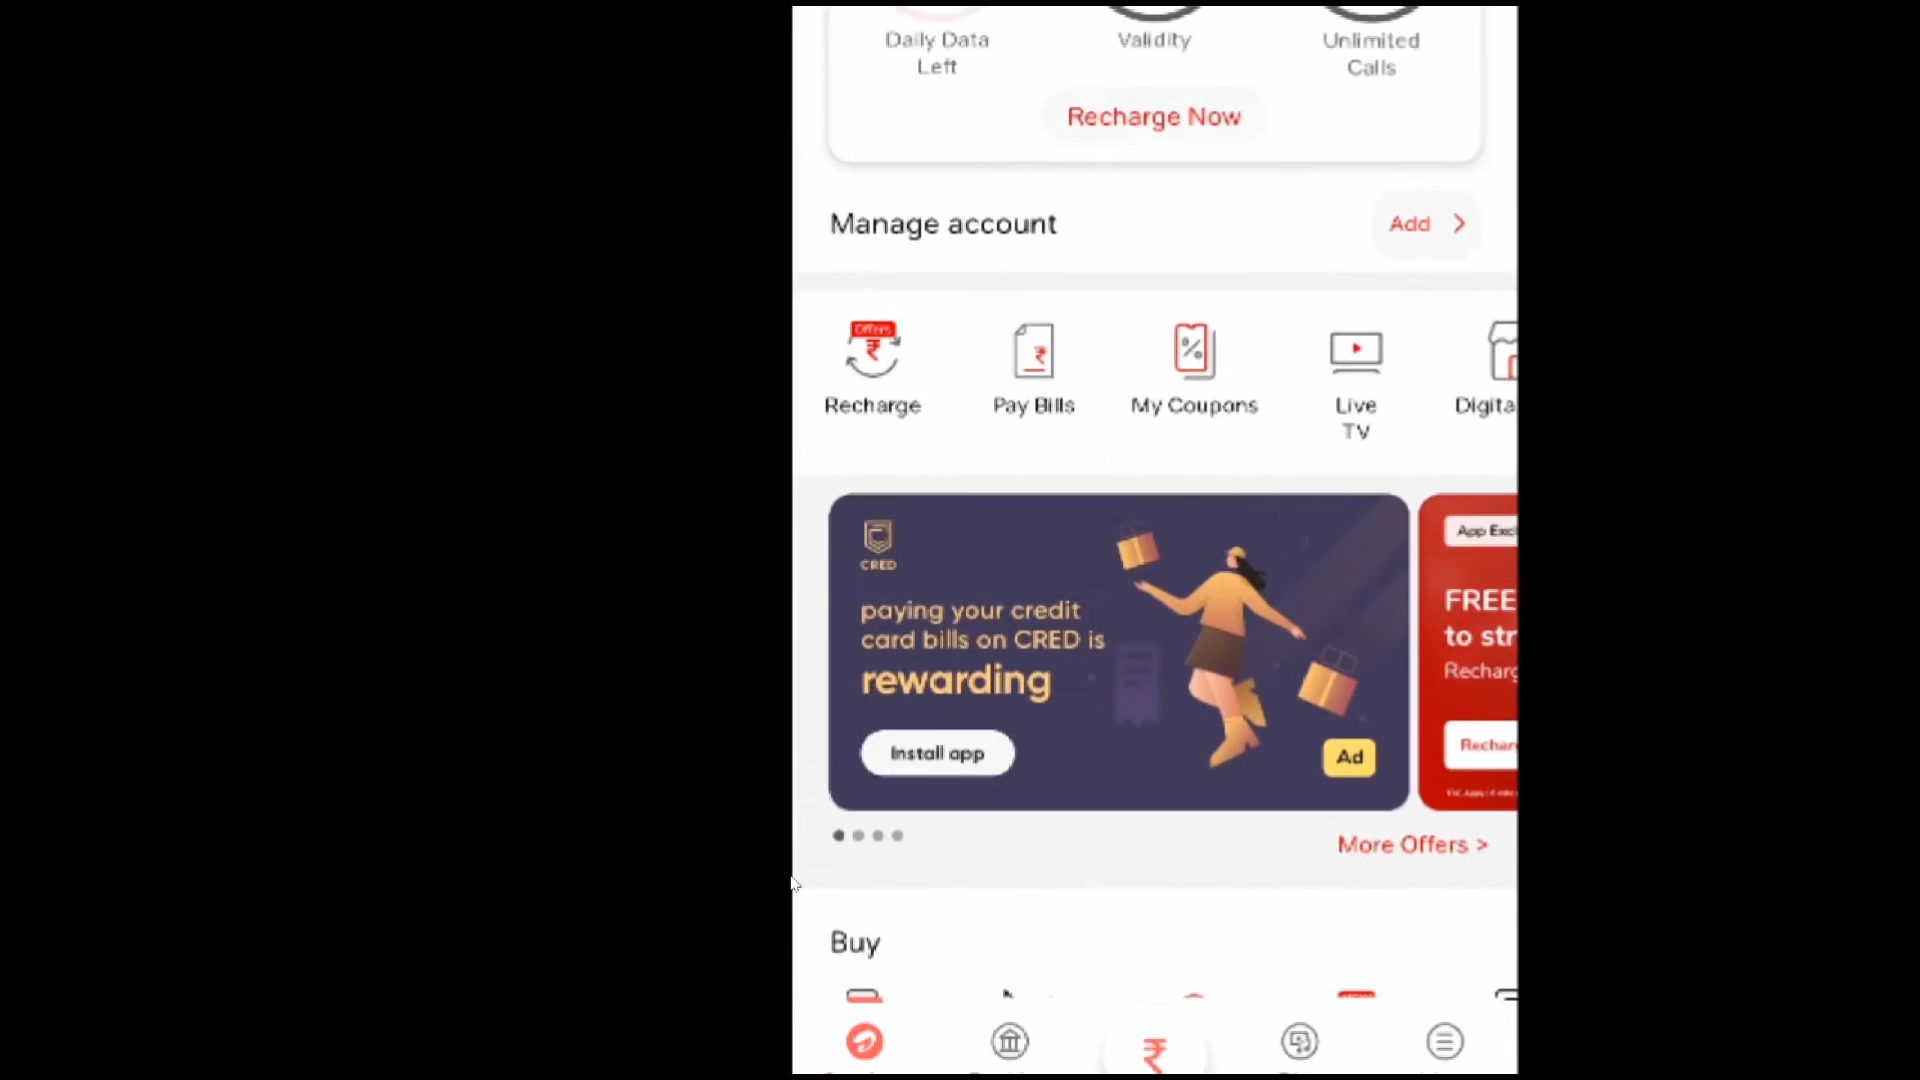 Daily Data
Left
Validity
Unlimited
Calls
Recharge Now
Manage account
Add >
Offers
₹
₹
%
Recharge
Pay Bills
My Coupons
Live
TV
Digita
CRED
paying your credit
card bills on CRED is
rewarding
Install app
Ad
App Exc
FREE
to str
Recharg
Rechar
More Offers >
Buy
₹